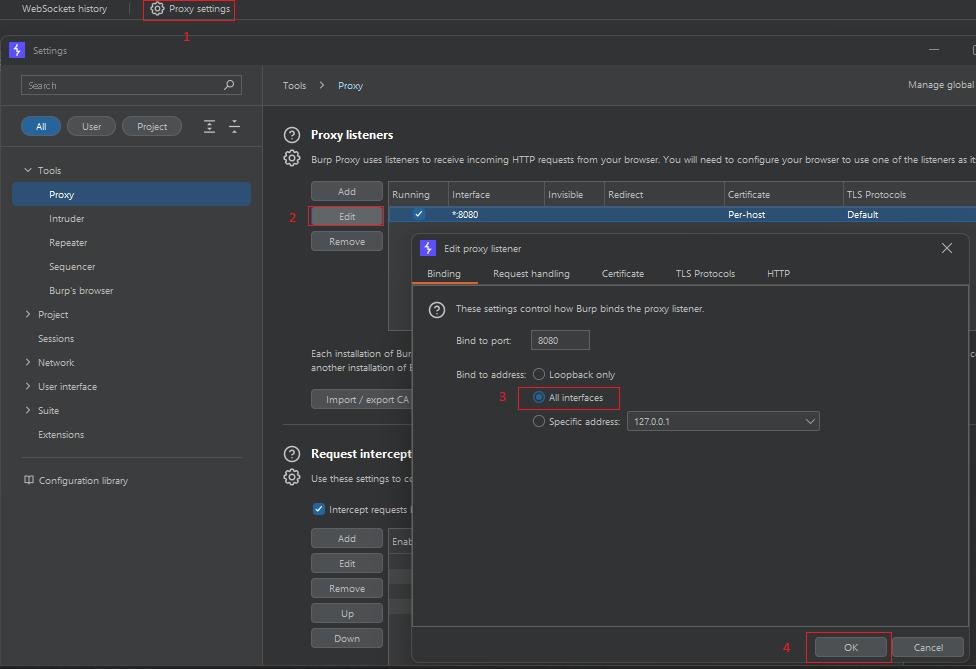 WebSockets history Proxy settings
1
Settings
Search
Tools > Proxy Manage global
All User Project
Proxy listeners
Burp Proxy uses listeners to receive incoming HTTP requests from your browser. You will need to configure your browser to use one of the listeners as it
Tools
Proxy
Intruder
Repeater
Sequencer
Burp's browser
Project
Sessions
Network
User interface
Suite
Extensions
Configuration library
Add
2 Edit
Remove
Running Interface Invisible Redirect Certificate TLS Protocols
*:8080 Per-host Default
Each installation of Bur
another installation of
Import / export CA
Request intercept
Use these settings to co
Intercept requests
Add
Edit
Remove
Up
Down
Enab
Edit proxy listener
Binding Request handling Certificate TLS Protocols HTTP
These settings control how Burp binds the proxy listener.
Bind to port: 8080
Bind to address: Loopback only
3 All interfaces
Specific address: 127.0.0.1
4 OK Cancel